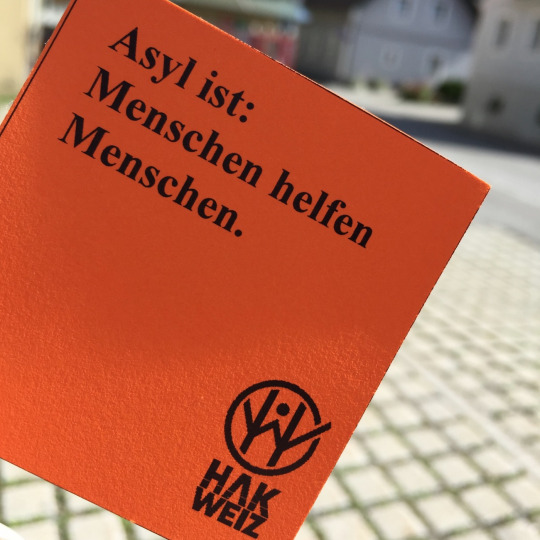 Asyl ist:
Menschen helfen
Menschen.
HAK
WEIZ